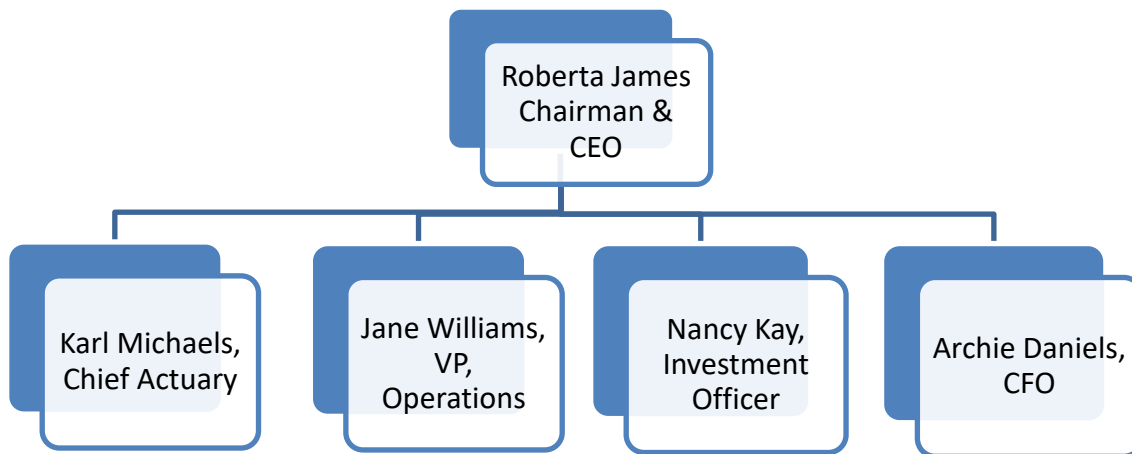 Roberta James
Chairman &
CEO
Karl Michaels,
Chief Actuary
Jane Williams,
VP,
Operations
Nancy Kay,
Investment
Officer
Archie Daniels,
CFO